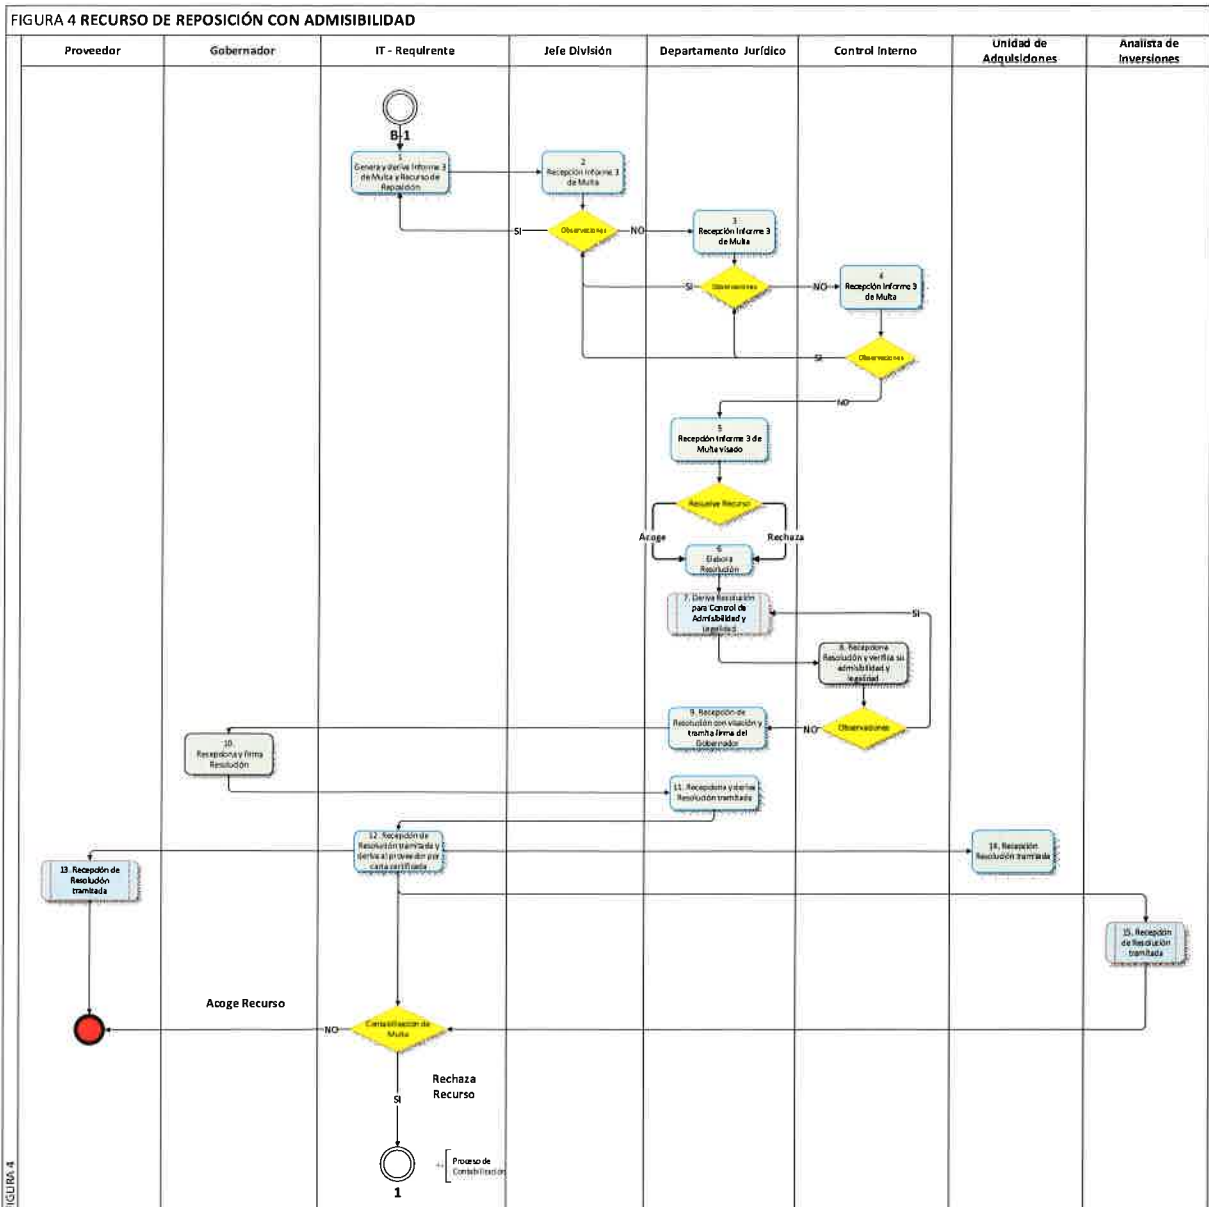 FIGURA 4 RECURSO DE REPOSICIÓN CON ADMISIBILIDAD
Proveedor
Gobernador
IT - Requirente
Jefe División
Departamento Jurídico
Control Interno
Unidad de
Adquisiciones
Analista de
Inversiones
B-1
1
Genera y deriva Informe 3
de Multa y Recurso de
Reposición
2
Recepción Informe 3
de Multa
Observaciones
SI
NO
3
Recepción Informe 3
de Multa
Observaciones
SI
NO
4
Recepción Informe 3
de Multa
Observaciones
SI
NO
5
Recepción Informe 3 de
Multa visado
Resuelve Recurso
Acoge
Rechaza
6
Elabora
Resolución
7. Deriva Resolución
para Control de
Admisibilidad y
Legalidad
SI
8. Recepciona
Resolución y verifica su
admisibilidad y
legalidad
Observaciones
NO
9. Recepción de
Resolución con visación y
tramita firma del
Gobernador
10.
Recepciona y firma
Resolución
11. Recepciona y deriva
Resolución tramitada
12. Recepción de
Resolución tramitada y
deriva al proveedor por
carta certificada
13. Recepción de
Resolución
tramitada
14. Recepción
Resolución tramitada
15. Recepción
de Resolución
tramitada
Acoge Recurso
NO
Contabilización de
Multa
Rechaza
Recurso
SI
1
Proceso de
Contabilización
FIGURA 4